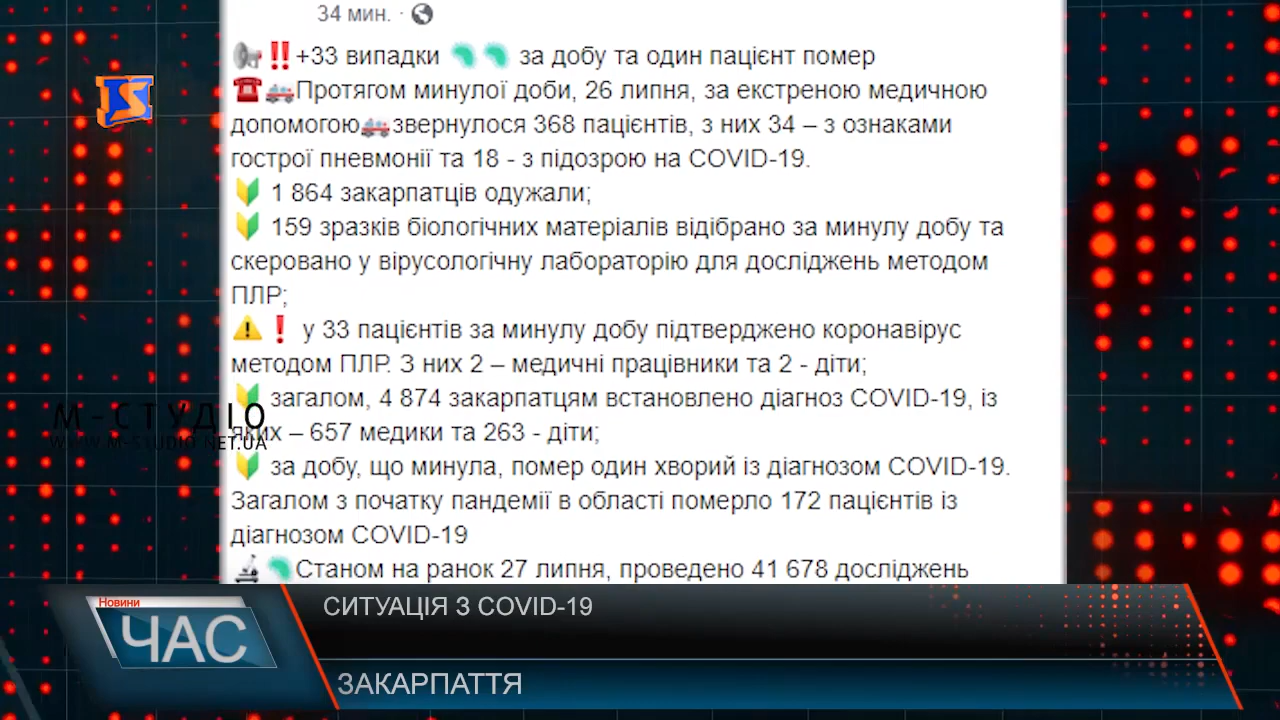 34 мин. ·
+33 випадки за добу та один пацієнт помер
Протягом минулої доби, 26 липня, за екстреною медичною
допомогою звернулося 368 пацієнтів, з них 34 – з ознаками
гострої пневмонії та 18 - з підозрою на COVID-19.
1 864 закарпатців одужали;
159 зразків біологічних матеріалів відібрано за минулу добу та
скеровано у вірусологічну лабораторію для досліджень методом
ПЛР;
у 33 пацієнтів за минулу добу підтверджено коронавірус
методом ПЛР. З них 2 – медичні працівники та 2 - діти;
загалом, 4 874 закарпатцям встановлено діагноз COVID-19, із
яких – 657 медики та 263 - діти;
за добу, що минула, помер один хворий із діагнозом COVID-19.
Загалом з початку пандемії в області померло 172 пацієнтів із
діагнозом COVID-19
Станом на ранок 27 липня, проведено 41 678 досліджень
М-СТУДІО
WWW.M-STUDIO.NET.UA
Новини
ЧАС
СИТУАЦІЯ З COVID-19
ЗАКАРПАТТЯ